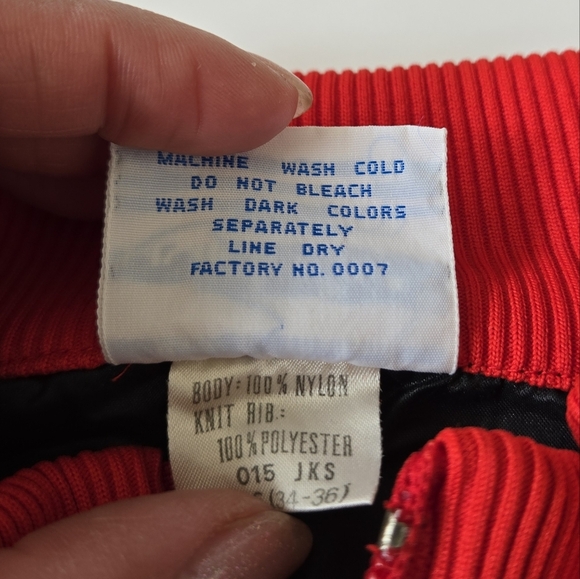 MACHINE WASH COLD
DO NOT BLEACH
WASH DARK COLORS
SEPARATELY
LINE DRY
FACTORY NO. 0007
BODY: 100% NYLON
KNIT RIB.:
100% POLYESTER
015 JKS
(34-36)